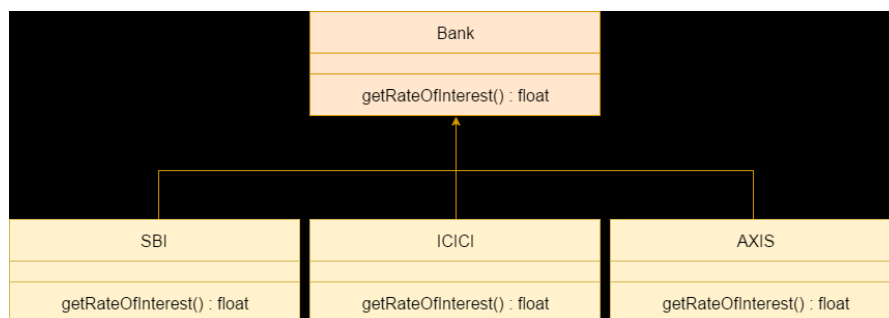 Bank
getRateOfInterest() : float
SBI
ICICI
AXIS
getRateOfInterest() : float
getRateOfInterest() : float
getRateOfInterest() : float